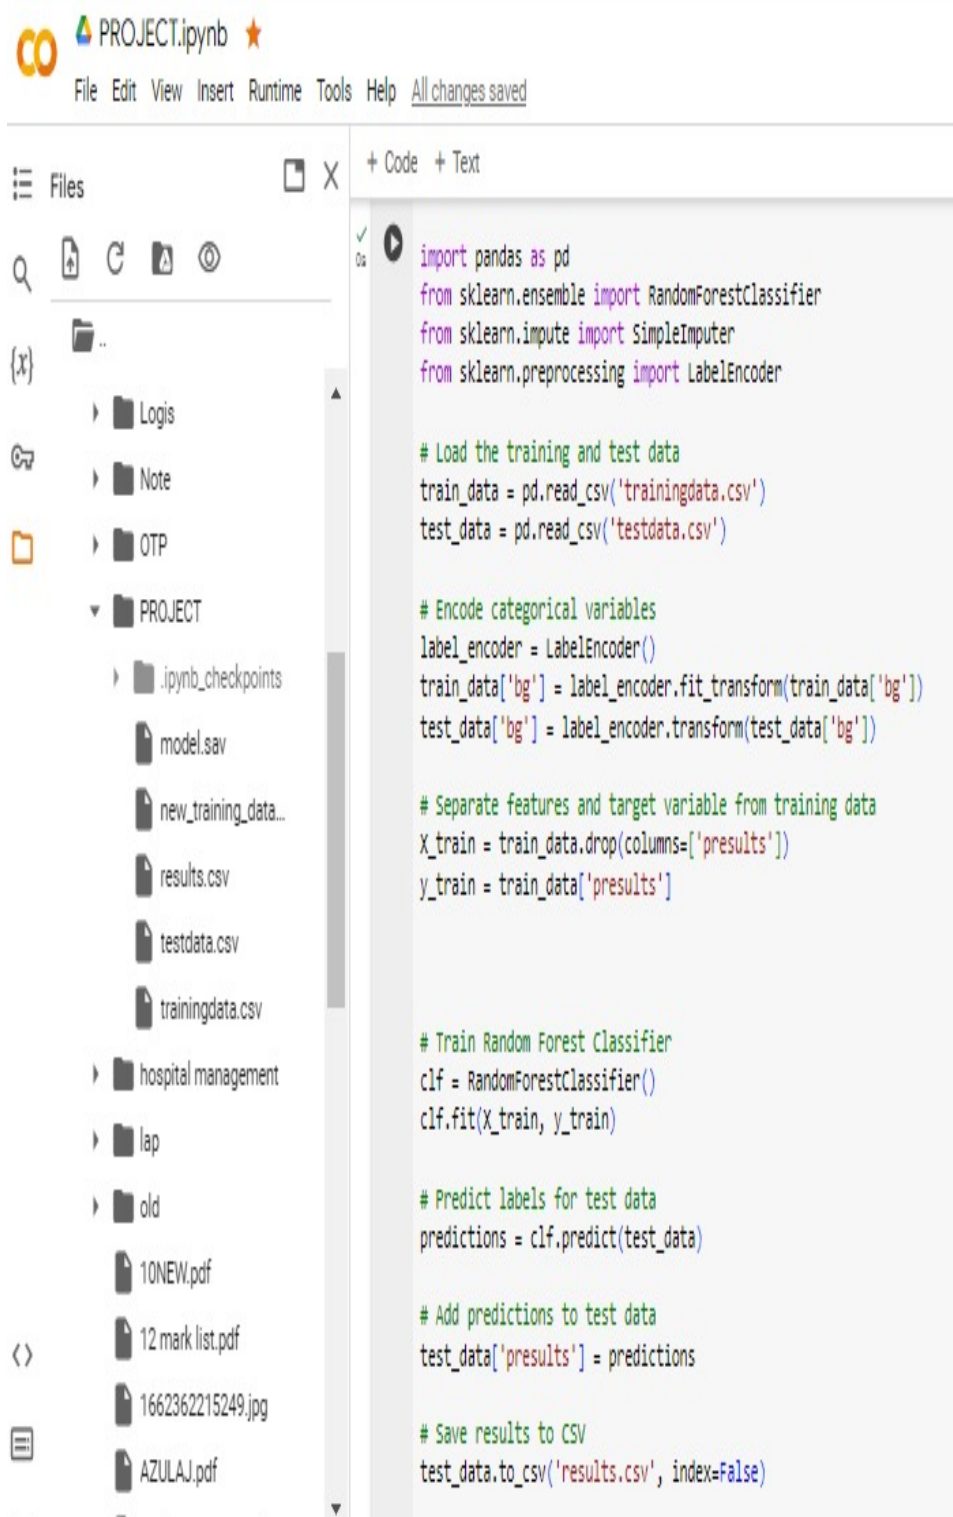 CO
PROJECT.ipynb
File Edit View Insert Runtime Tools Help All changes saved
Files
+ Code + Text
{x}
..
Logis
Note
OTP
PROJECT
.ipynb_checkpoints
model.sav
new_training_data...
results.csv
testdata.csv
trainingdata.csv
hospital management
lap
old
10NEW.pdf
12 mark list.pdf
1662362215249.jpg
AZULAJ.pdf
0s
import pandas as pd
from sklearn.ensemble import RandomForestClassifier
from sklearn.impute import SimpleImputer
from sklearn.preprocessing import LabelEncoder
# Load the training and test data
train_data = pd.read_csv('trainingdata.csv')
test_data = pd.read_csv('testdata.csv')
# Encode categorical variables
label_encoder = LabelEncoder()
train_data['bg'] = label_encoder.fit_transform(train_data['bg'])
test_data['bg'] = label_encoder.transform(test_data['bg'])
# Separate features and target variable from training data
X_train = train_data.drop(columns=['presults'])
y_train = train_data['presults']
# Train Random Forest Classifier
clf = RandomForestClassifier()
clf.fit(X_train, y_train)
# Predict labels for test data
predictions = clf.predict(test_data)
# Add predictions to test data
test_data['presults'] = predictions
# Save results to CSV
test_data.to_csv('results.csv', index=False)